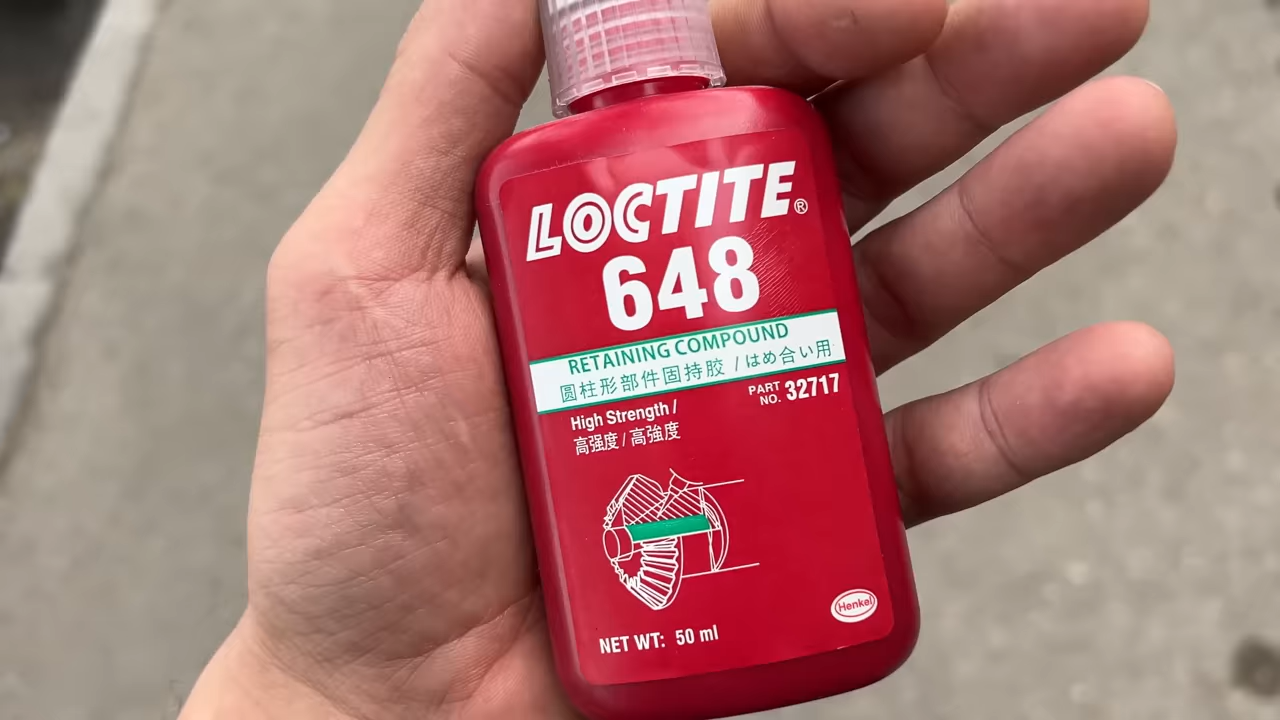 LOCTITE®
648
RETAINING COMPOUND
圆柱形部件固持胶 / はめ合い用
High Strength /
高强度 / 高強度
PART
NO. 32717
NET WT: 50 ml
Henkel